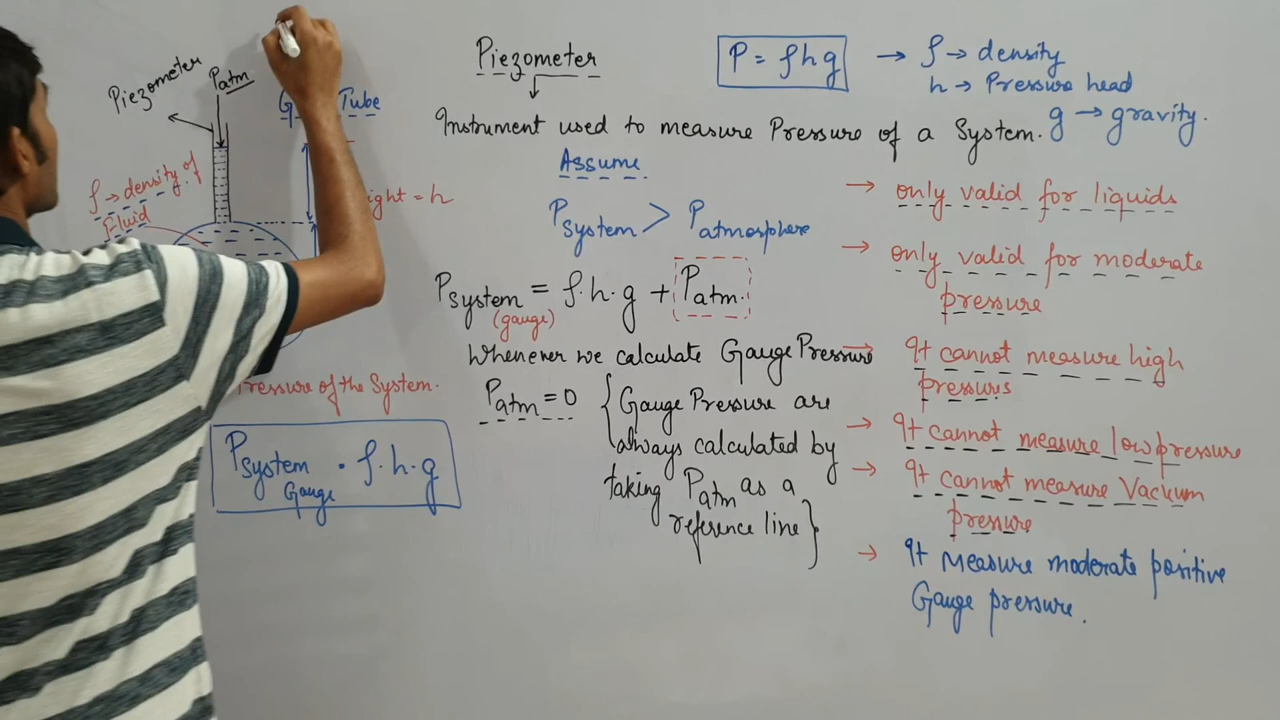 Piezometer
Patm
Tube
ρ → density of
Fluid
ight = h
Pressure of the System.
Psystem = ρ.h.g
Gauge
Piezometer
P = ρhg → ρ → density
h → Pressure head
g → gravity.
Instrument used to measure Pressure of a System.
Assume
Psystem > Patmosphere
Psystem = ρ.h.g + Patm.
(gauge)
Whenever we calculate Gauge Pressure
Patm = 0 { Gauge Pressure are
always calculated by
taking Patm as a
reference line }
→ only valid for liquids
→ only valid for moderate
pressure
→ It cannot measure high
pressures
→ It cannot measure low pressure
→ It cannot measure Vacuum
pressure
→ It measure moderate positive
Gauge pressure.